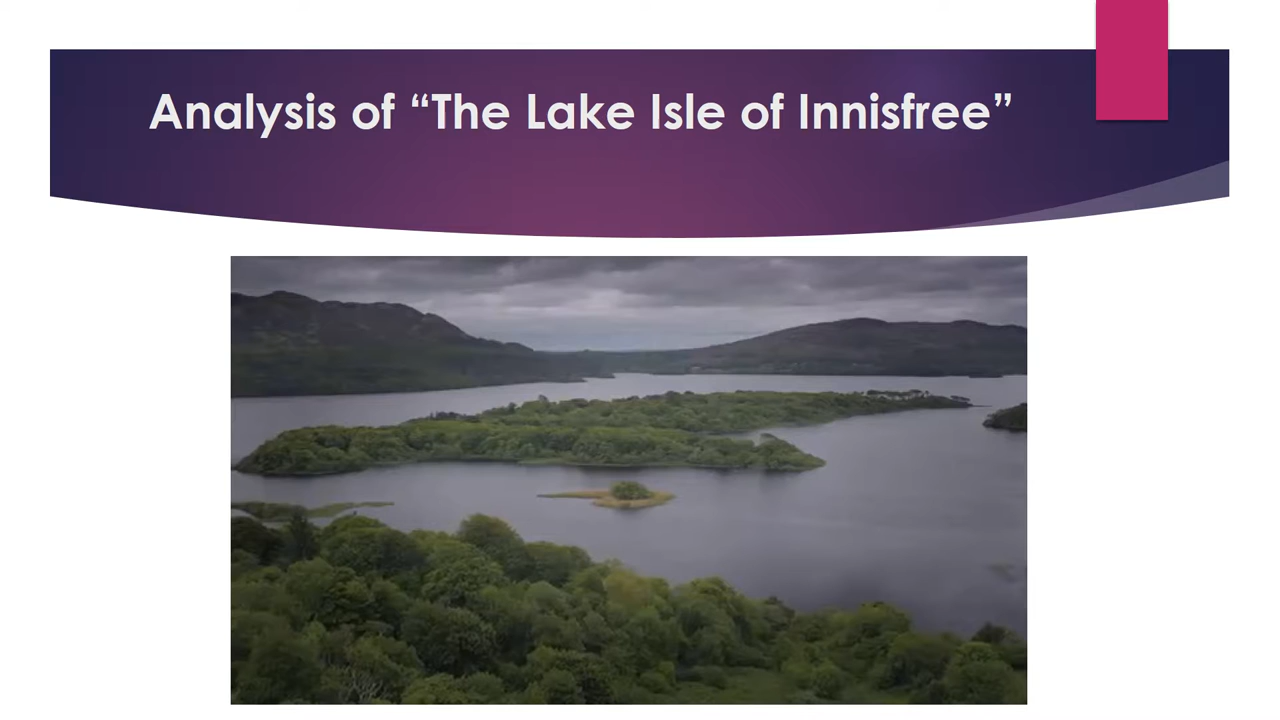 Analysis of “The Lake Isle of Innisfree”